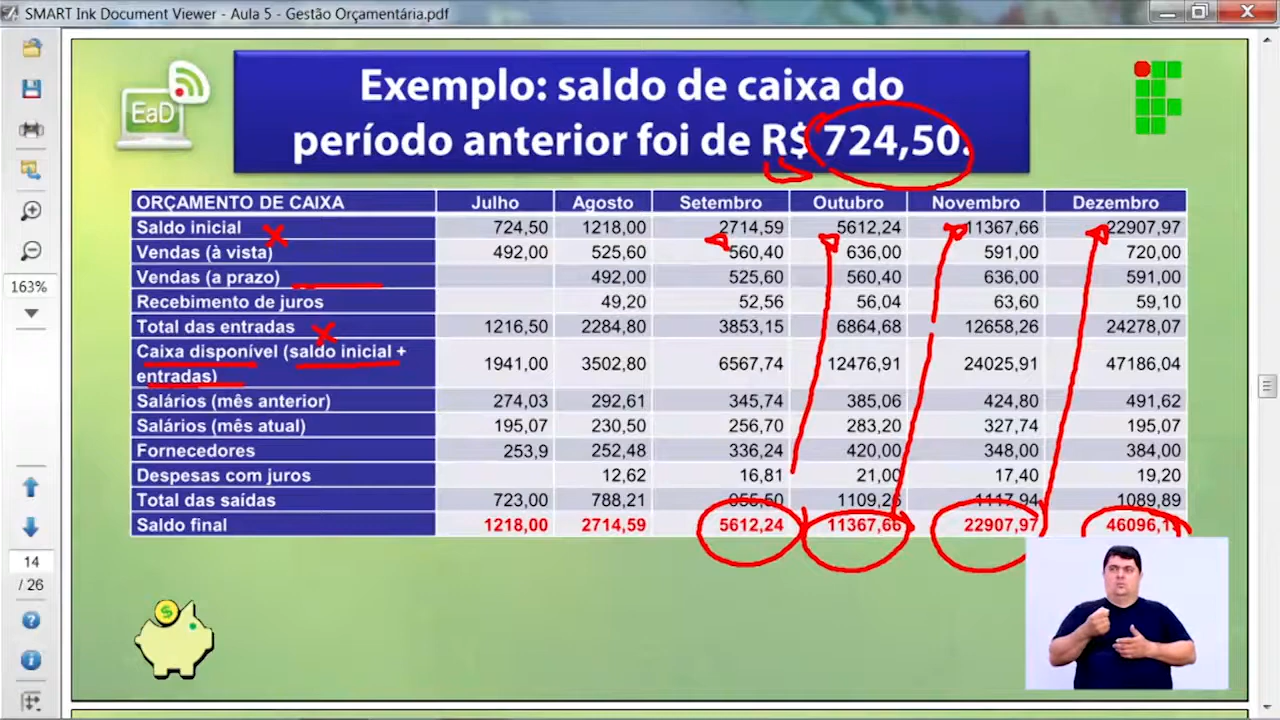 SMART Ink Document Viewer - Aula 5 - Gestão Orçamentária.pdf
EaD
Exemplo: saldo de caixa do
período anterior foi de R$ 724,50.
ORÇAMENTO DE CAIXA Julho Agosto Setembro Outubro Novembro Dezembro
Saldo inicial 724,50 1218,00 2714,59 5612,24 11367,66 22907,97
Vendas (à vista) 492,00 525,60 560,40 636,00 591,00 720,00
Vendas (a prazo) 492,00 525,60 560,40 636,00 591,00
Recebimento de juros 49,20 52,56 56,04 63,60 59,10
Total das entradas 1216,50 2284,80 3853,15 6864,68 12658,26 24278,07
Caixa disponível (saldo inicial +
entradas) 1941,00 3502,80 6567,74 12476,91 24025,91 47186,04
Salários (mês anterior) 274,03 292,61 345,74 385,06 424,80 491,62
Salários (mês atual) 195,07 230,50 256,70 283,20 327,74 195,07
Fornecedores 253,9 252,48 336,24 420,00 348,00 384,00
Despesas com juros 12,62 16,81 21,00 17,40 19,20
Total das saídas 723,00 788,21 955,50 1109,26 1117,94 1089,89
Saldo final 1218,00 2714,59 5612,24 11367,66 22907,97
163%
14
/ 26
$